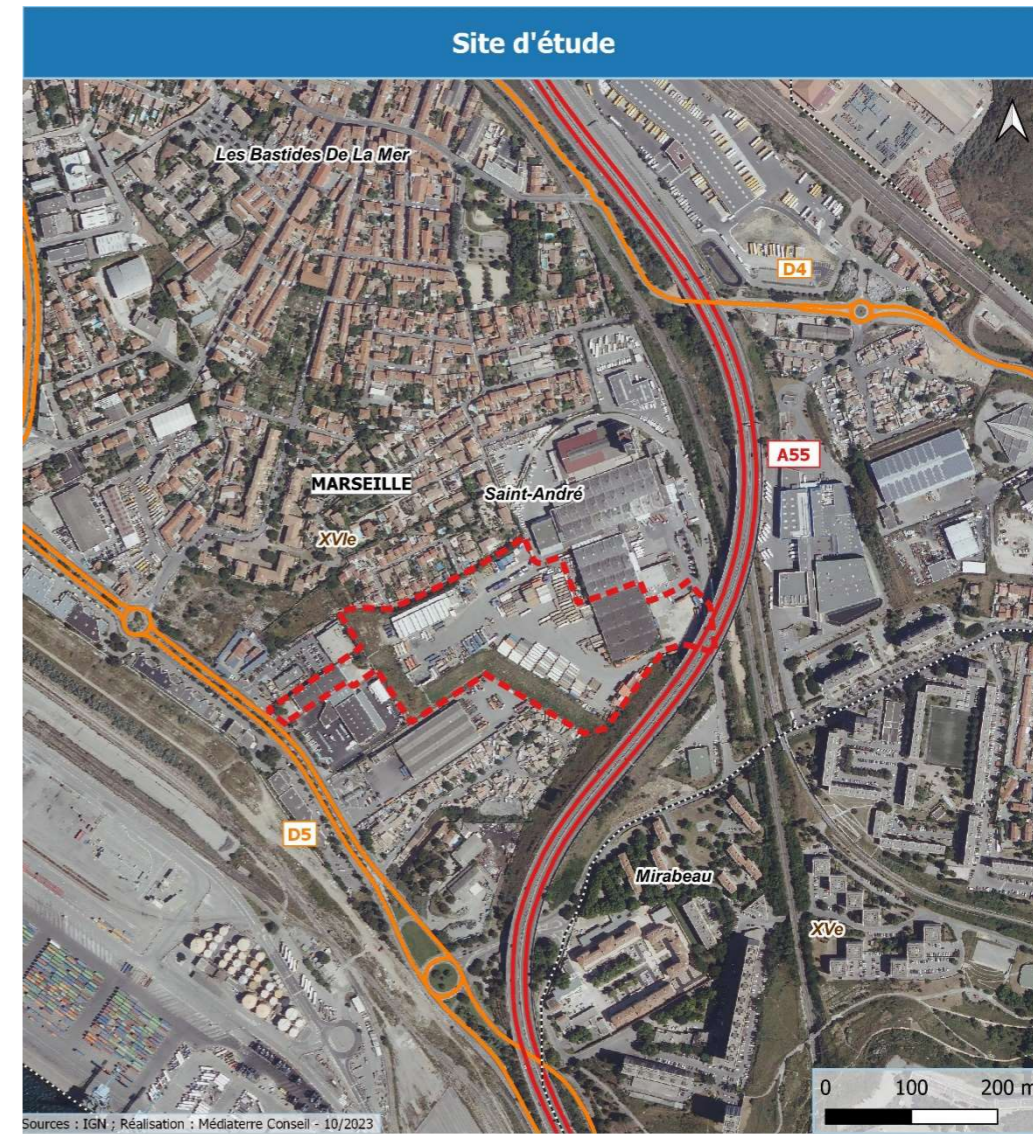 Site d'étude
Les Bastides De La Mer
D4
A55
MARSEILLE
Saint-André
XVIe
D5
Mirabeau
XVe
0 100 200 m
Sources : IGN ; Réalisation : Médiaterre Conseil - 10/2023